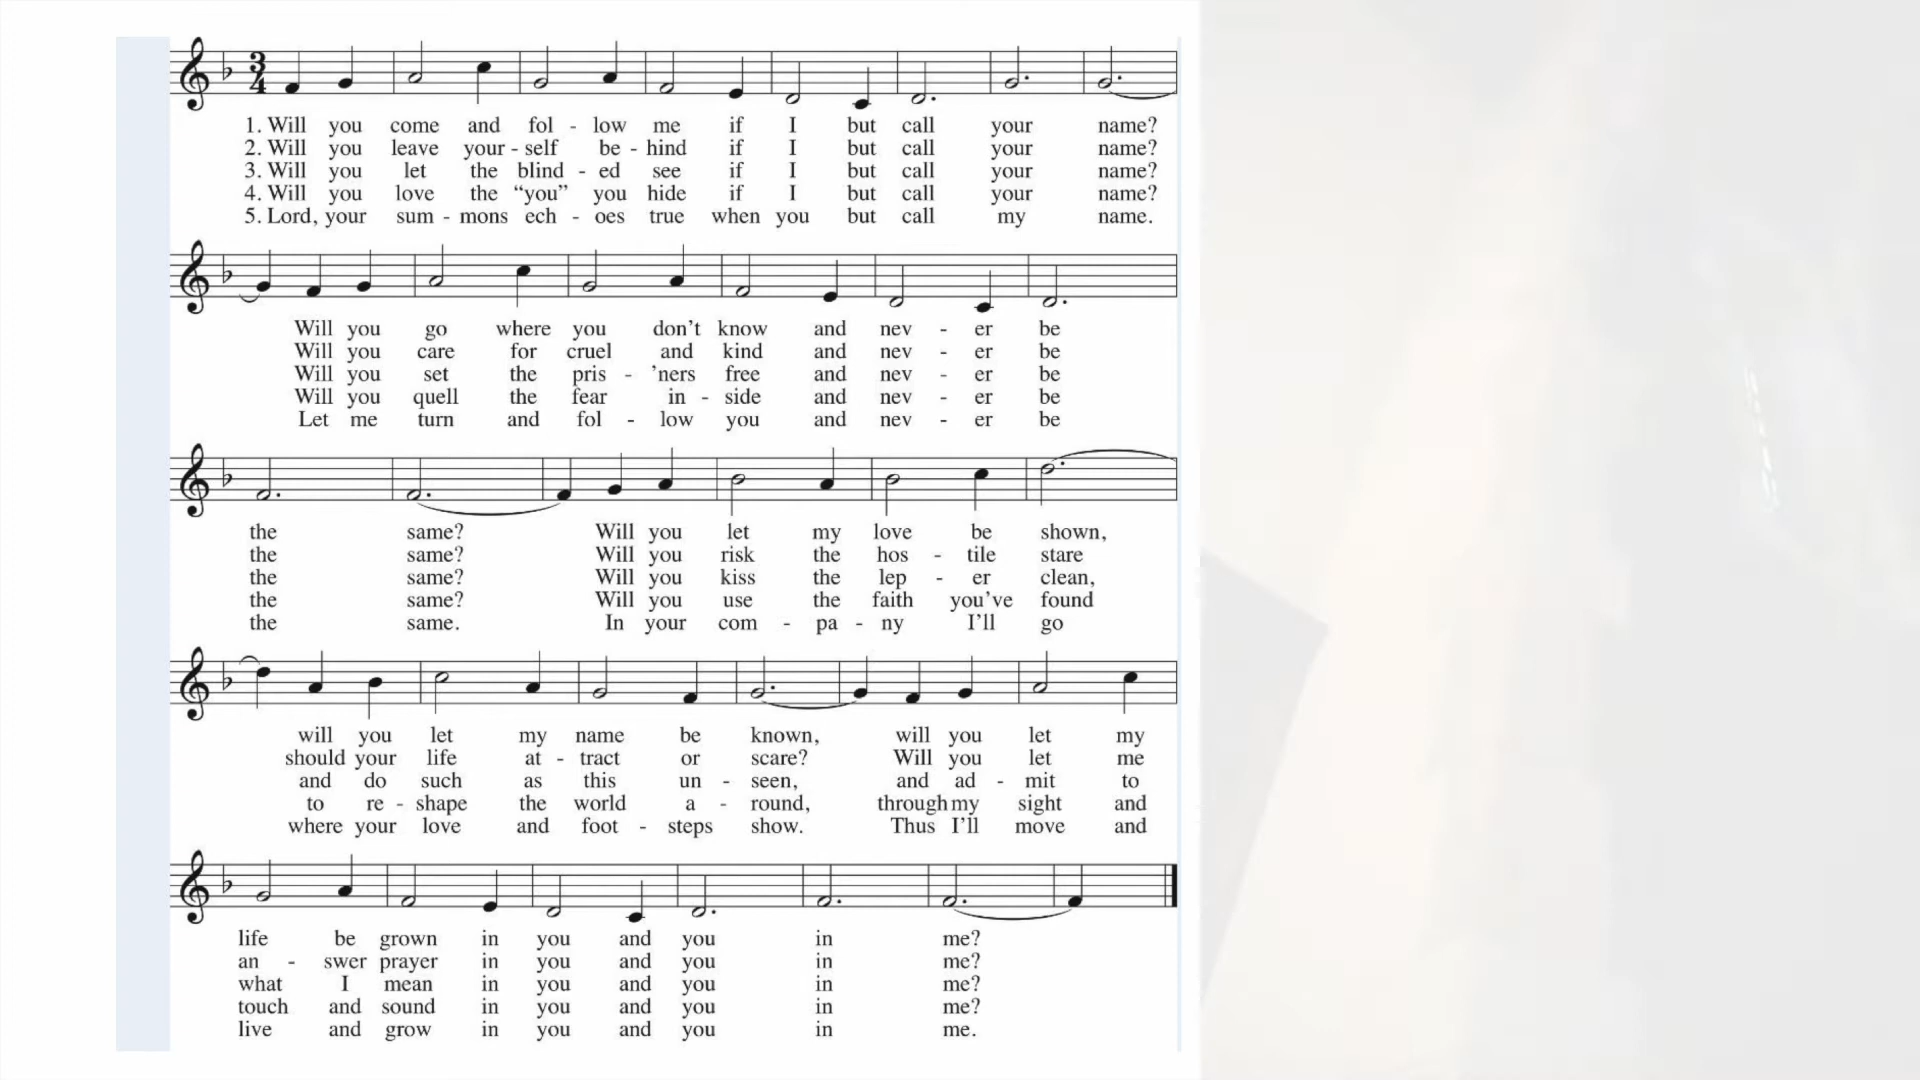 3
4
1. Will you come and fol - low me if I but call your name?
2. Will you leave your - self be - hind if I but call your name?
3. Will you let the blind - ed see if I but call your name?
4. Will you love the “you” you hide if I but call your name?
5. Lord, your sum - mons ech - oes true when you but call my name.
Will you go where you don’t know and nev - er be
Will you care for cruel and kind and nev - er be
Will you set the pris - ’ners free and nev - er be
Will you quell the fear in - side and nev - er be
Let me turn and fol - low you and nev - er be
the same? Will you let my love be shown,
the same? Will you risk the hos - tile stare
the same? Will you kiss the lep - er clean,
the same? Will you use the faith you’ve found
the same. In your com - pa - ny I’ll go
will you let my name be known, will you let my
should your life at - tract or scare? Will you let me
and do such as this un - seen, and ad - mit to
to re - shape the world a - round, through my sight and
where your love and foot - steps show. Thus I’ll move and
life be grown in you and you in me?
an - swer prayer in you and you in me?
what I mean in you and you in me?
touch and sound in you and you in me?
live and grow in you and you in me.